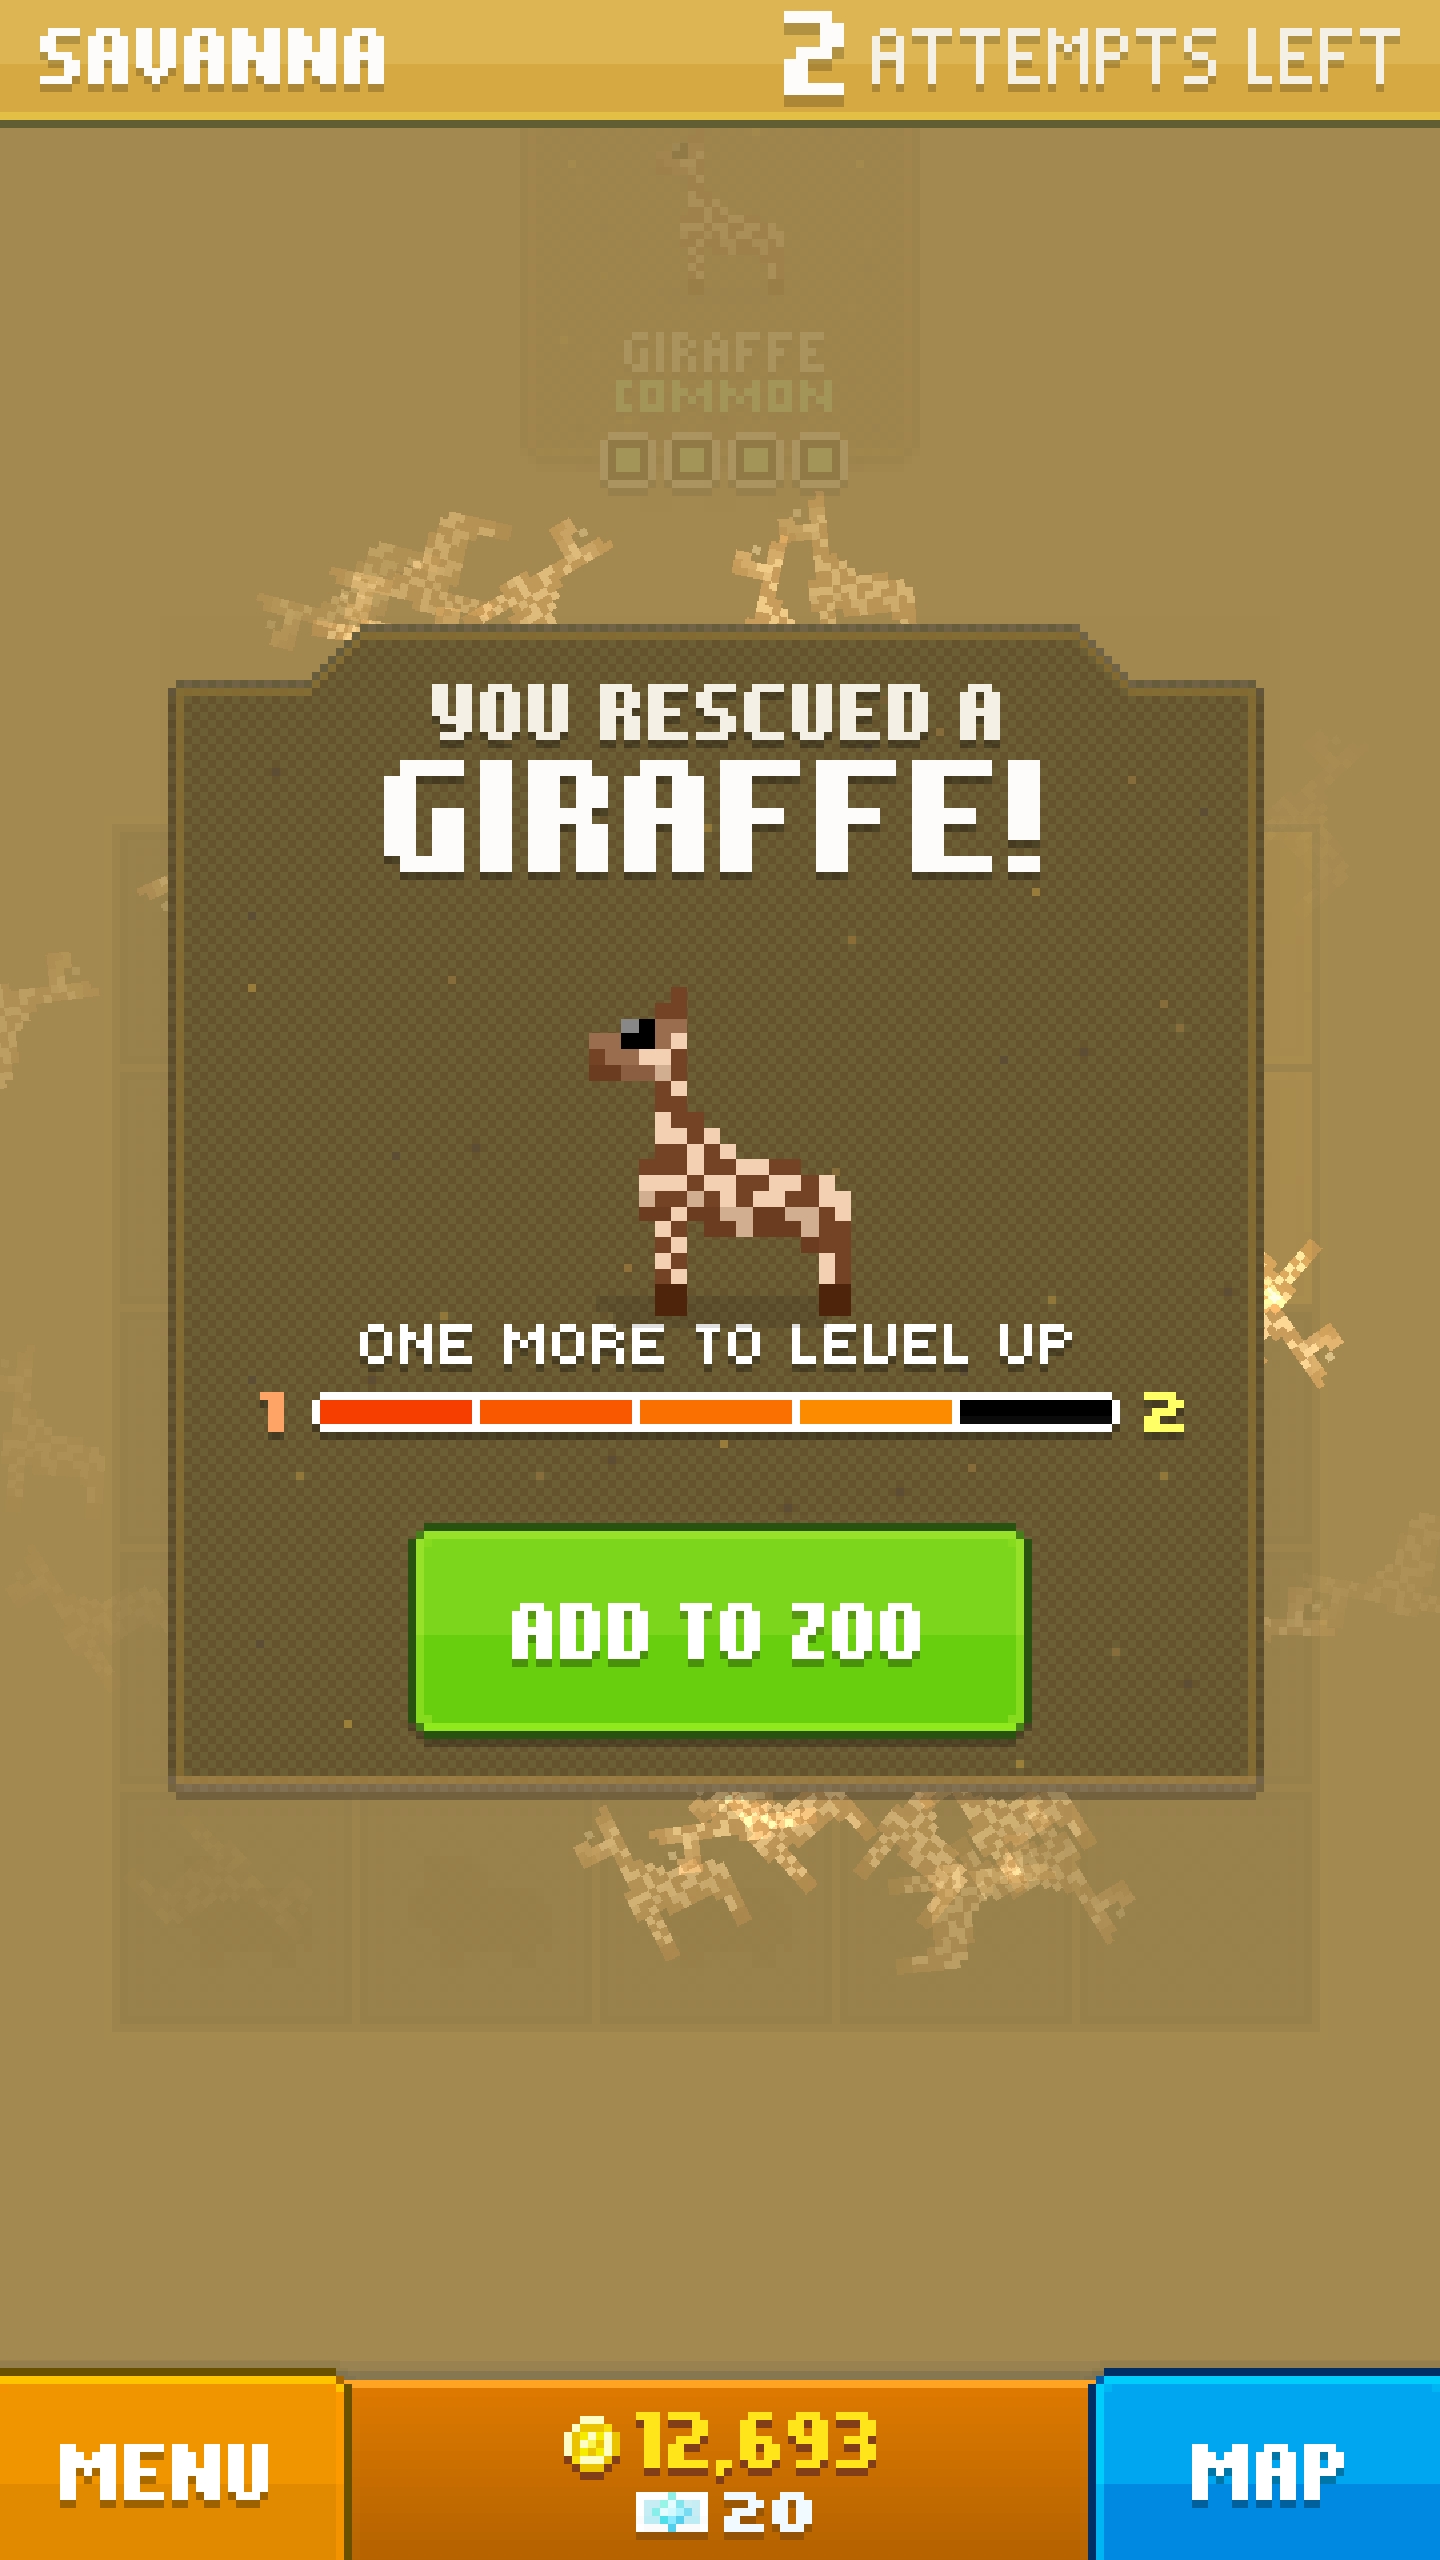 SAVANNA
2 ATTEMPTS LEFT
GIRAFFE
COMMON
YOU RESCUED A
GIRAFFE!
ONE MORE TO LEVEL UP
1 2
ADD TO ZOO
MENU
12,693
20
MAP